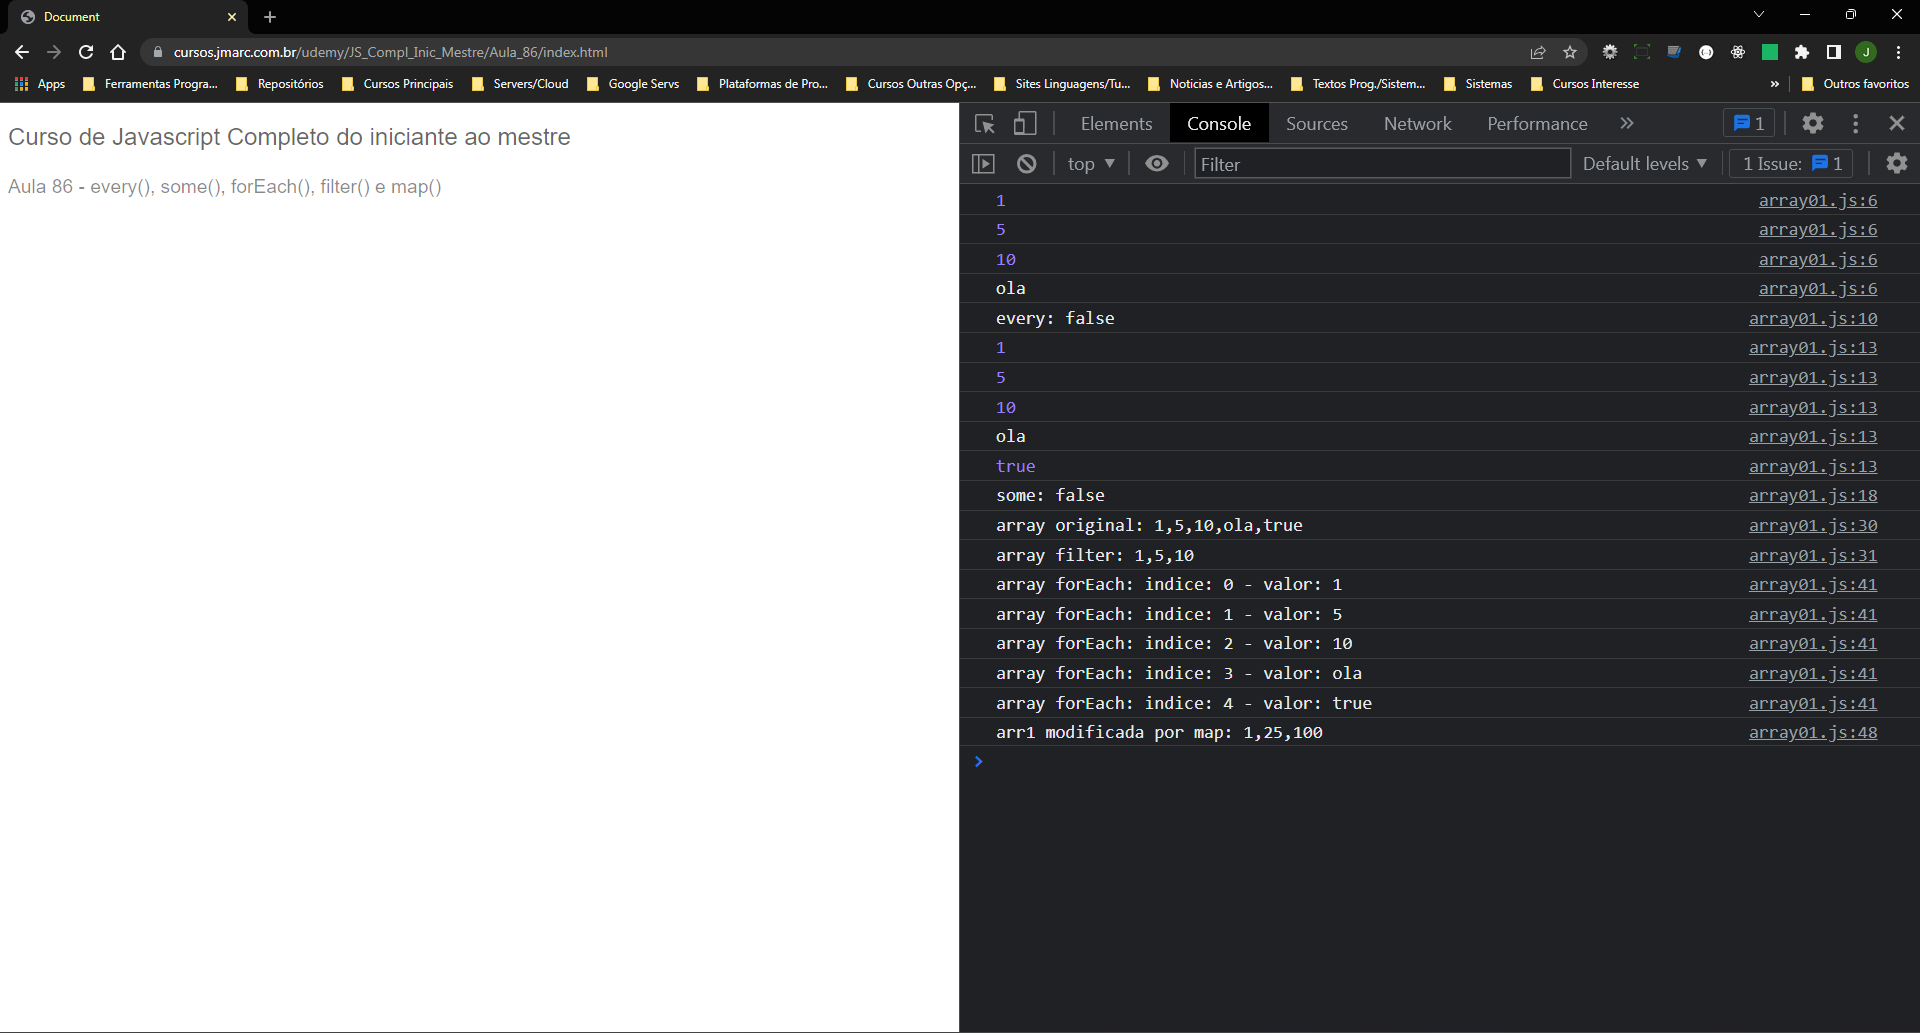 Document
cursos.jmarc.com.br/udemy/JS_Compl_Inic_Mestre/Aula_86/index.html
J
Apps Ferramentas Progra... Repositórios Cursos Principais Servers/Cloud Google Servs Plataformas de Pro... Cursos Outras Opç... Sites Linguagens/Tu... Noticias e Artigos... Textos Prog./Sistem... Sistemas Cursos Interesse » Outros favoritos
Curso de Javascript Completo do iniciante ao mestre
Aula 86 - every(), some(), forEach(), filter() e map()
Elements Console Sources Network Performance » 1
top Filter Default levels 1 Issue: 1
1 array01.js:6
5 array01.js:6
10 array01.js:6
ola array01.js:6
every: false array01.js:10
1 array01.js:13
5 array01.js:13
10 array01.js:13
ola array01.js:13
true array01.js:13
some: false array01.js:18
array original: 1,5,10,ola,true array01.js:30
array filter: 1,5,10 array01.js:31
array forEach: indice: 0 - valor: 1 array01.js:41
array forEach: indice: 1 - valor: 5 array01.js:41
array forEach: indice: 2 - valor: 10 array01.js:41
array forEach: indice: 3 - valor: ola array01.js:41
array forEach: indice: 4 - valor: true array01.js:41
arr1 modificada por map: 1,25,100 array01.js:48